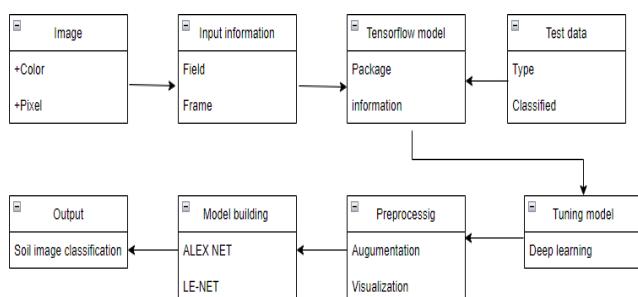 Image
+Color
+Pixel
Input information
Field
Frame
Tensorflow model
Package
information
Test data
Type
Classified
Output
Soil image classification
Model building
ALEX NET
LE-NET
Preprocessig
Augumentation
Visualization
Tuning model
Deep learning